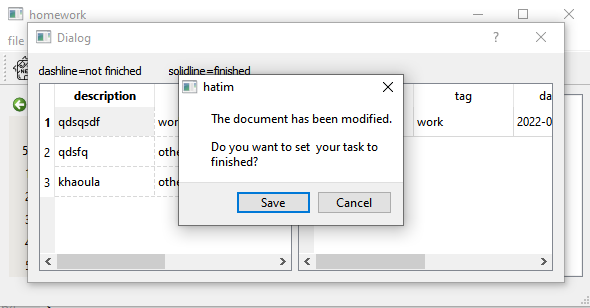 homework
file
Dialog
dashline=not finiched solidline=finished
hatim
The document has been modified.
Do you want to set your task to
finished?
Save Cancel
description
tag da
1 qdsqsdf wor
work 2022-0
2 qdsfq othe
3 khaoula othe
5
2
3
4
5